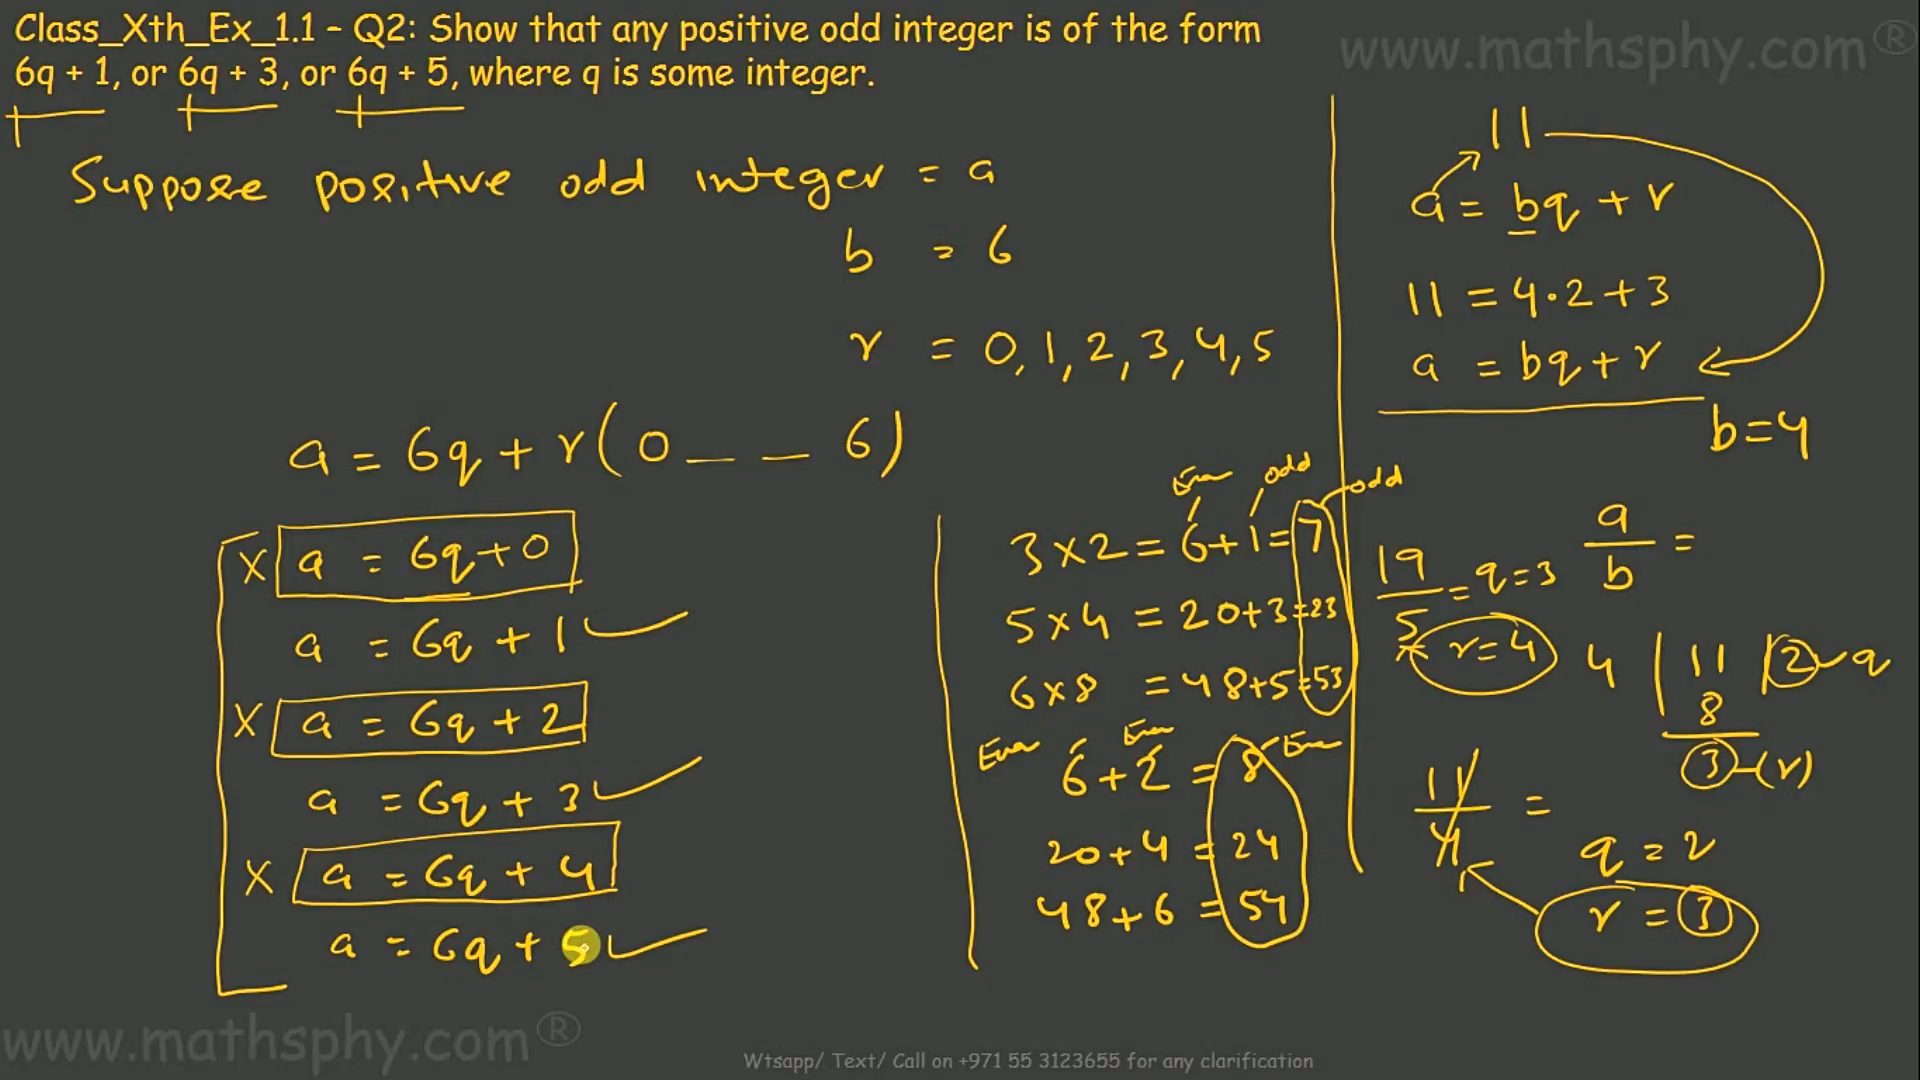 Class_Xth_Ex_1.1 – Q2: Show that any positive odd integer is of the form
6q + 1, or 6q + 3, or 6q + 5, where q is some integer.
www.mathsphy.com®
Suppose positive odd integer = a
b = 6
r = 0, 1, 2, 3, 4, 5
a = 6q + r (0 _ _ 6)
X a = 6q + 0
a = 6q + 1 ✓
X a = 6q + 2
a = 6q + 3 ✓
X a = 6q + 4
a = 6q + 5 ✓
Even odd odd
3 x 2 = 6 + 1 = 7
5 x 4 = 20 + 3 = 23
6 x 8 = 48 + 5 = 53
Even Even Even
6 + 2 = 8
20 + 4 = 24
48 + 6 = 54
11
a = bq + r
11 = 4 . 2 + 3
a = bq + r
b = 4
a/b =
19/5 = q = 3
r = 4
4 | 11 | 2 q
8
3 - (r)
11/4 =
q = 2
r = 3
www.mathsphy.com®
Wtsapp/ Text/ Call on +971 55 3123655 for any clarification